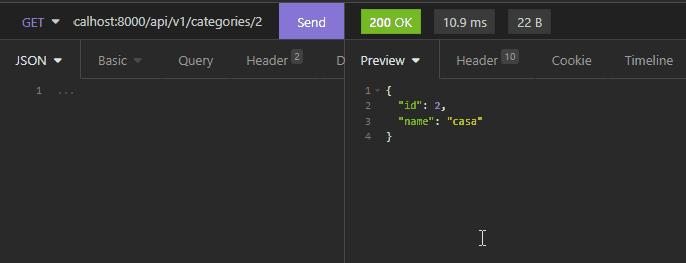 GET calhost:8000/api/v1/categories/2 Send 200 OK 10.9 ms 22 B
JSON Basic Query Header 2 D Preview Header 10 Cookie Timeline
1 ... 1 {
2 "id": 2,
3 "name": "casa"
4 }